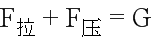 F拉 + F压 = G